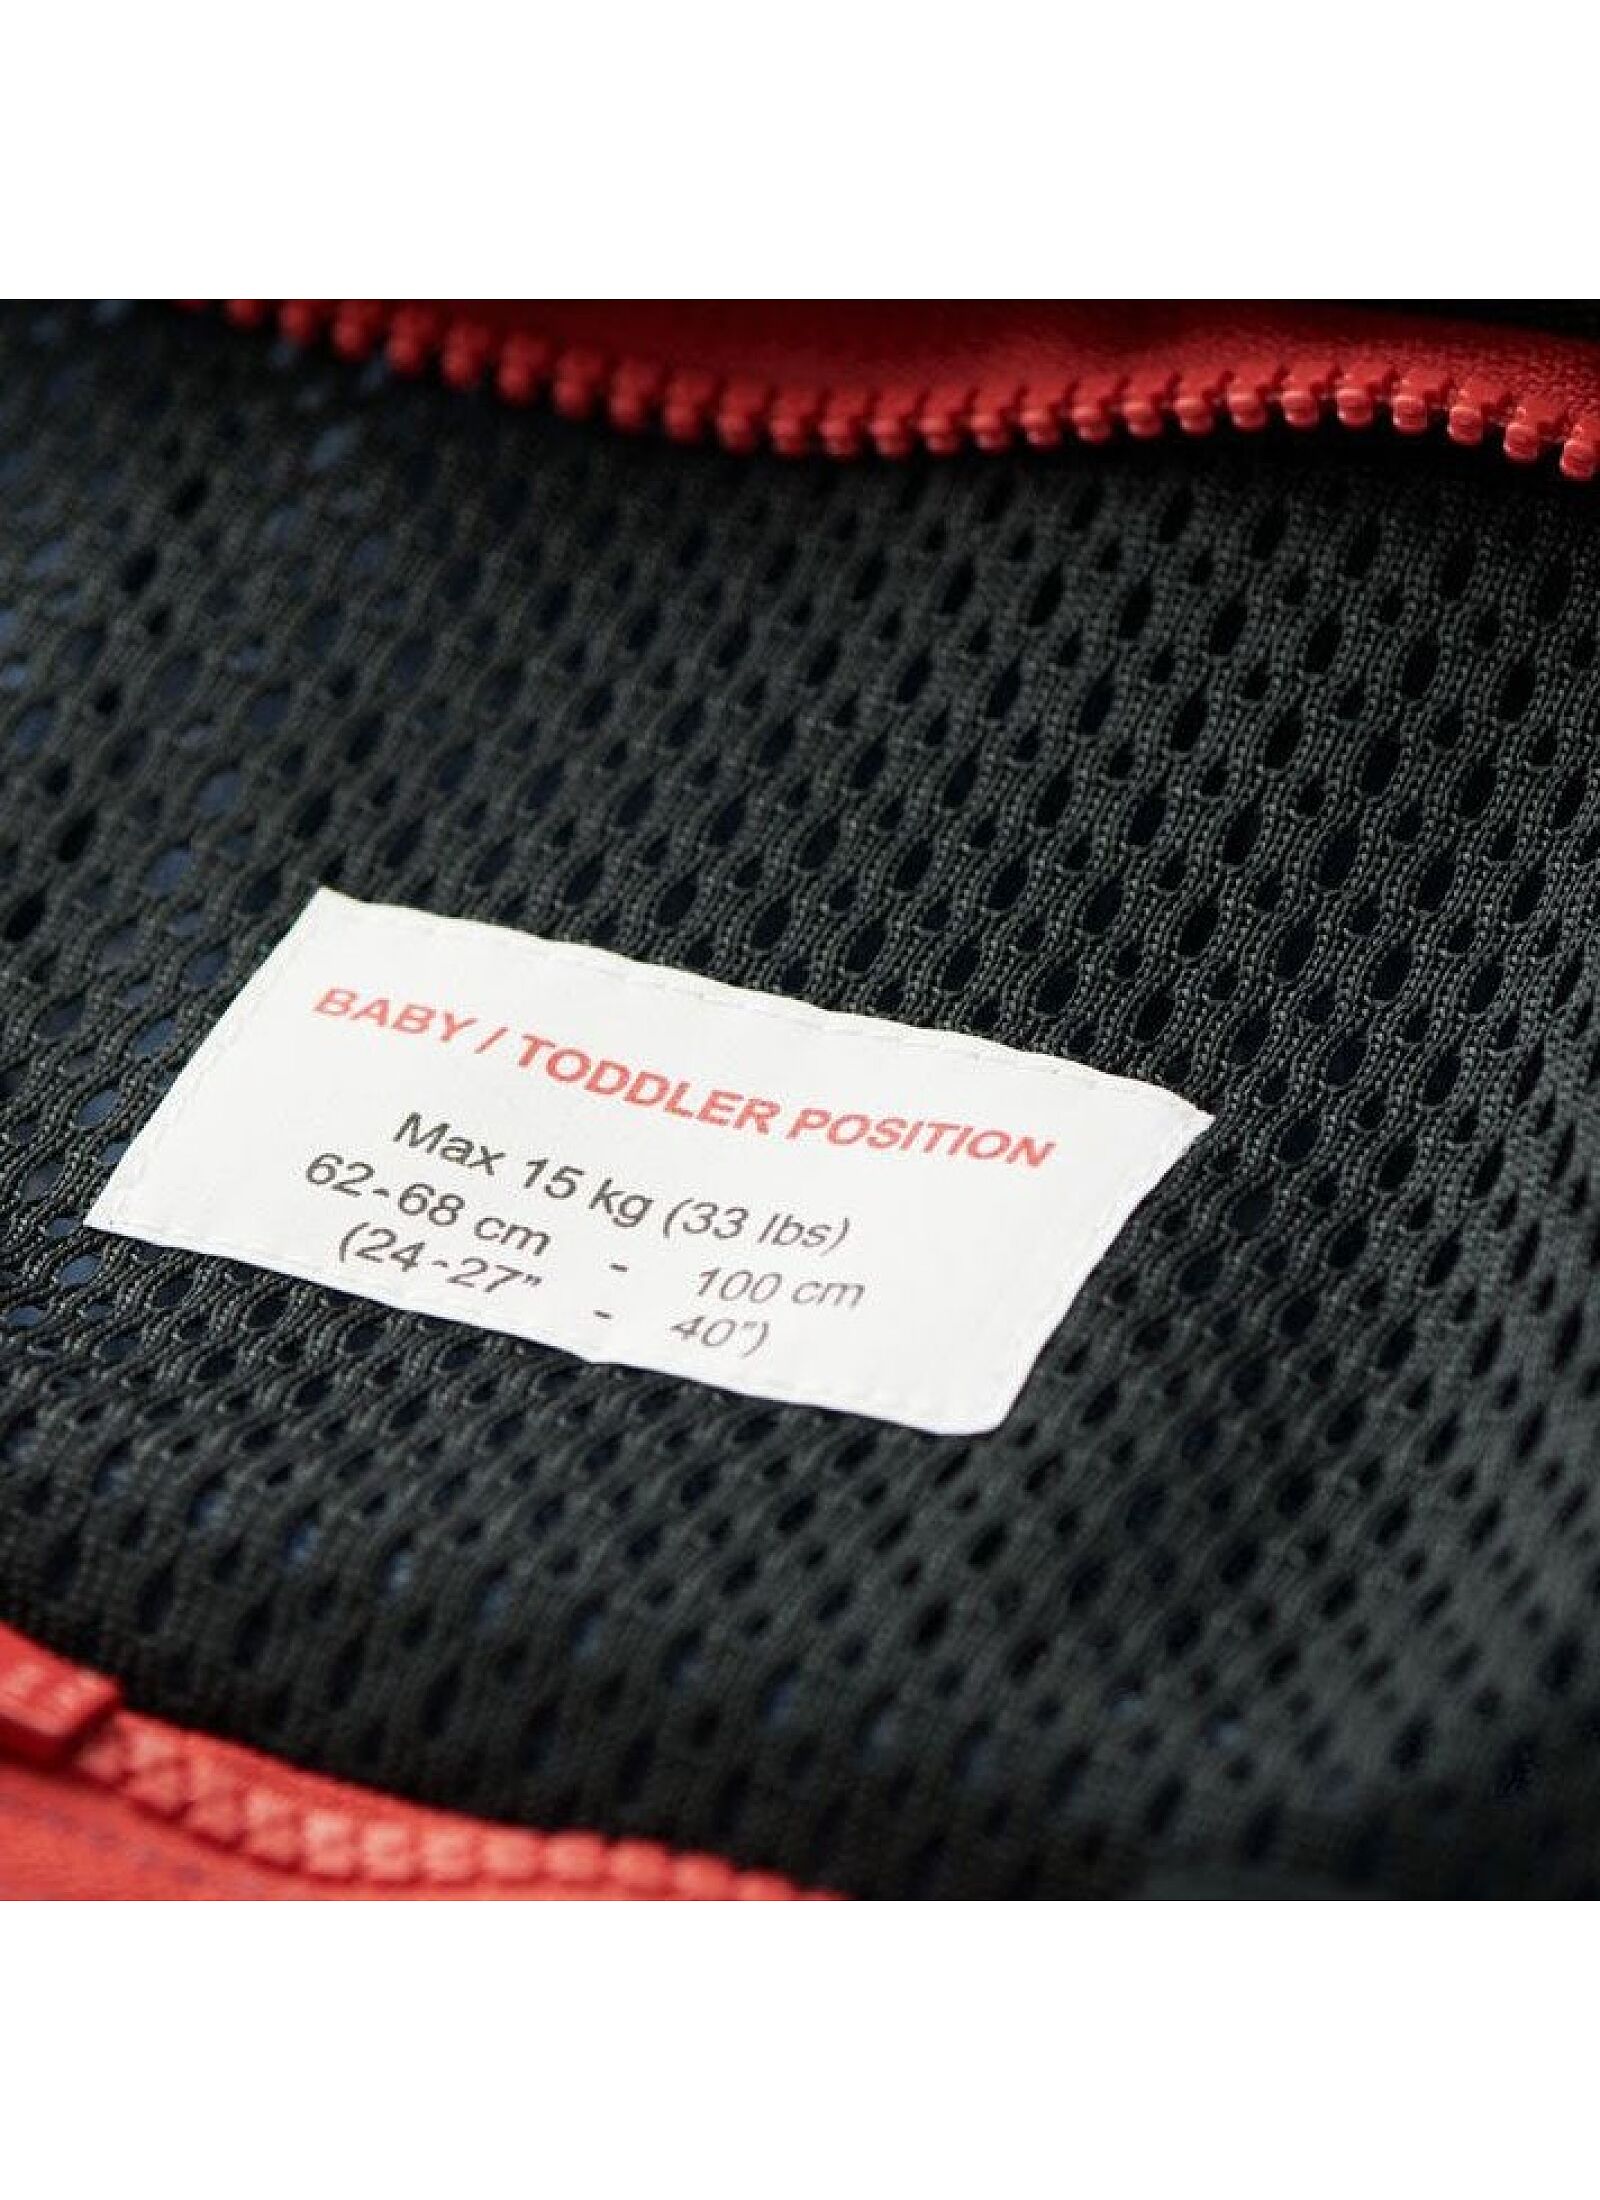 BABY / TODDLER POSITION
Max 15 kg (33 lbs)
62-68 cm - 100 cm
(24-27" - 40")